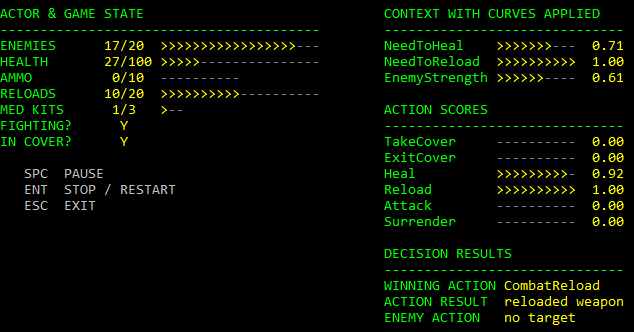 ACTOR & GAME STATE
----------------------------------------
ENEMIES 17/20 >>>>>>>>>>>>>>>>>---
HEALTH 27/100 >>>>>---------------
AMMO 0/10 ----------
RELOADS 10/20 >>>>>>>>>>----------
MED KITS 1/3 >--
FIGHTING? Y
IN COVER? Y
SPC PAUSE
ENT STOP / RESTART
ESC EXIT
CONTEXT WITH CURVES APPLIED
------------------------------
NeedToHeal >>>>>>>--- 0.71
NeedToReload >>>>>>>>>> 1.00
EnemyStrength >>>>>>---- 0.61
ACTION SCORES
------------------------------
TakeCover ---------- 0.00
ExitCover ---------- 0.00
Heal >>>>>>>>>- 0.92
Reload >>>>>>>>>> 1.00
Attack ---------- 0.00
Surrender ---------- 0.00
DECISION RESULTS
------------------------------
WINNING ACTION CombatReload
ACTION RESULT reloaded weapon
ENEMY ACTION no target